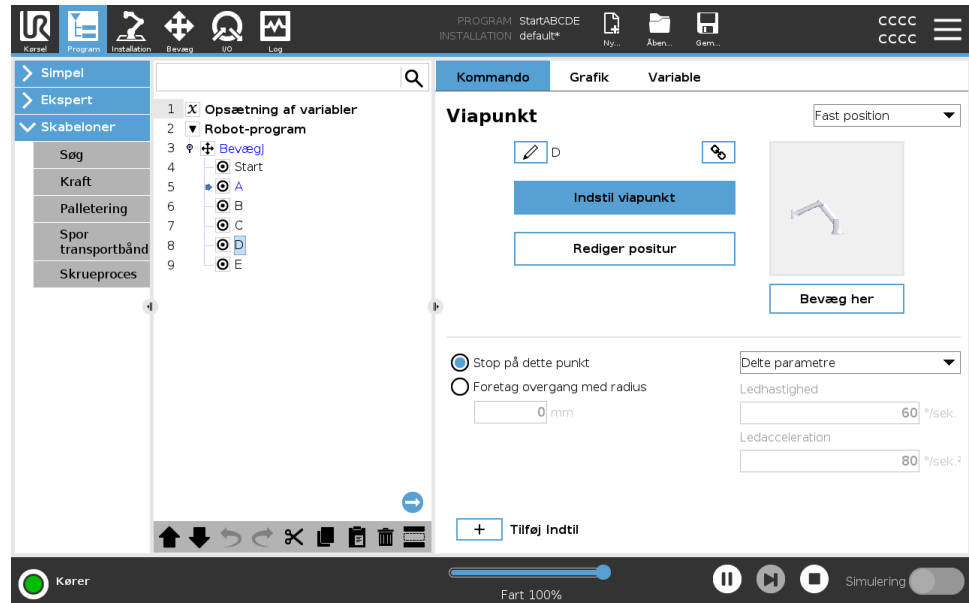 PROGRAM StartABCDE
INSTALLATION default*
CCCC
CCCC
UR
Kørsel
Program
Installation
Bevæg
I/O
Log
Ny...
Åben...
Gem...
Simpel
Ekspert
Skabeloner
Søg
Kraft
Palletering
Spor
transportbånd
Skrueproces
1 X Opsætning af variabler
2 Robot-program
3 BevægJ
4 Start
5 A
6 B
7 C
8 D
9 E
Kommando Grafik Variable
Viapunkt
Fast position
D
Indstil viapunkt
Rediger positur
Bevæg her
Stop på dette punkt
Foretag overgang med radius
0 mm
Delte parametre
Ledhastighed
60 °/sek.
Ledacceleration
80 °/sek.²
+ Tilføj Indtil
Kører
Fart 100%
Simulering